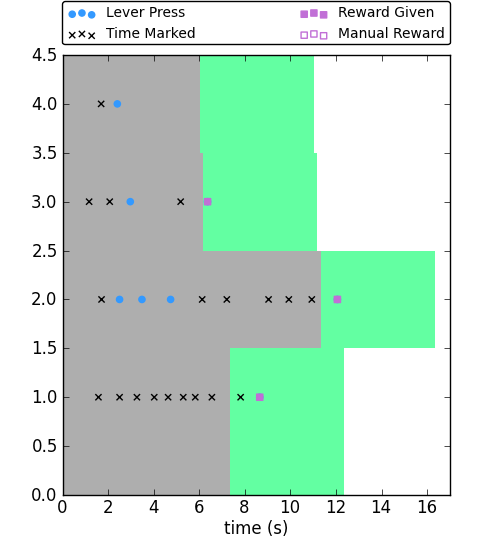 Lever Press
Reward Given
Time Marked
Manual Reward
4.5
4.0
3.5
3.0
2.5
2.0
1.5
1.0
0.5
0.0
0 2 4 6 8 10 12 14 16
time (s)